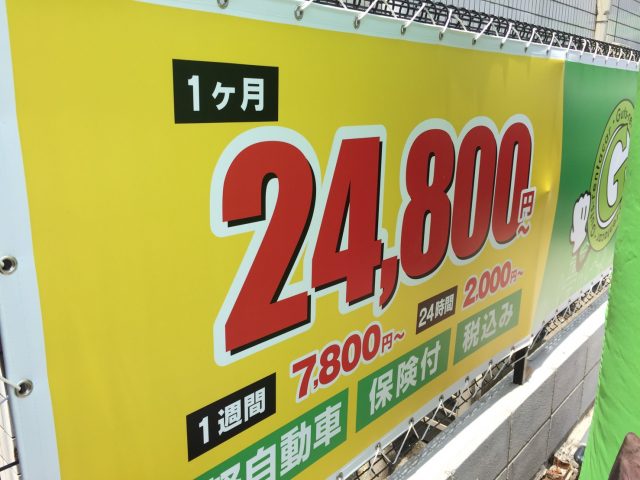 1ヶ月
24,800円~
1週間 7,800円~ 24時間 2,000円~
軽自動車 保険付 税込み
G